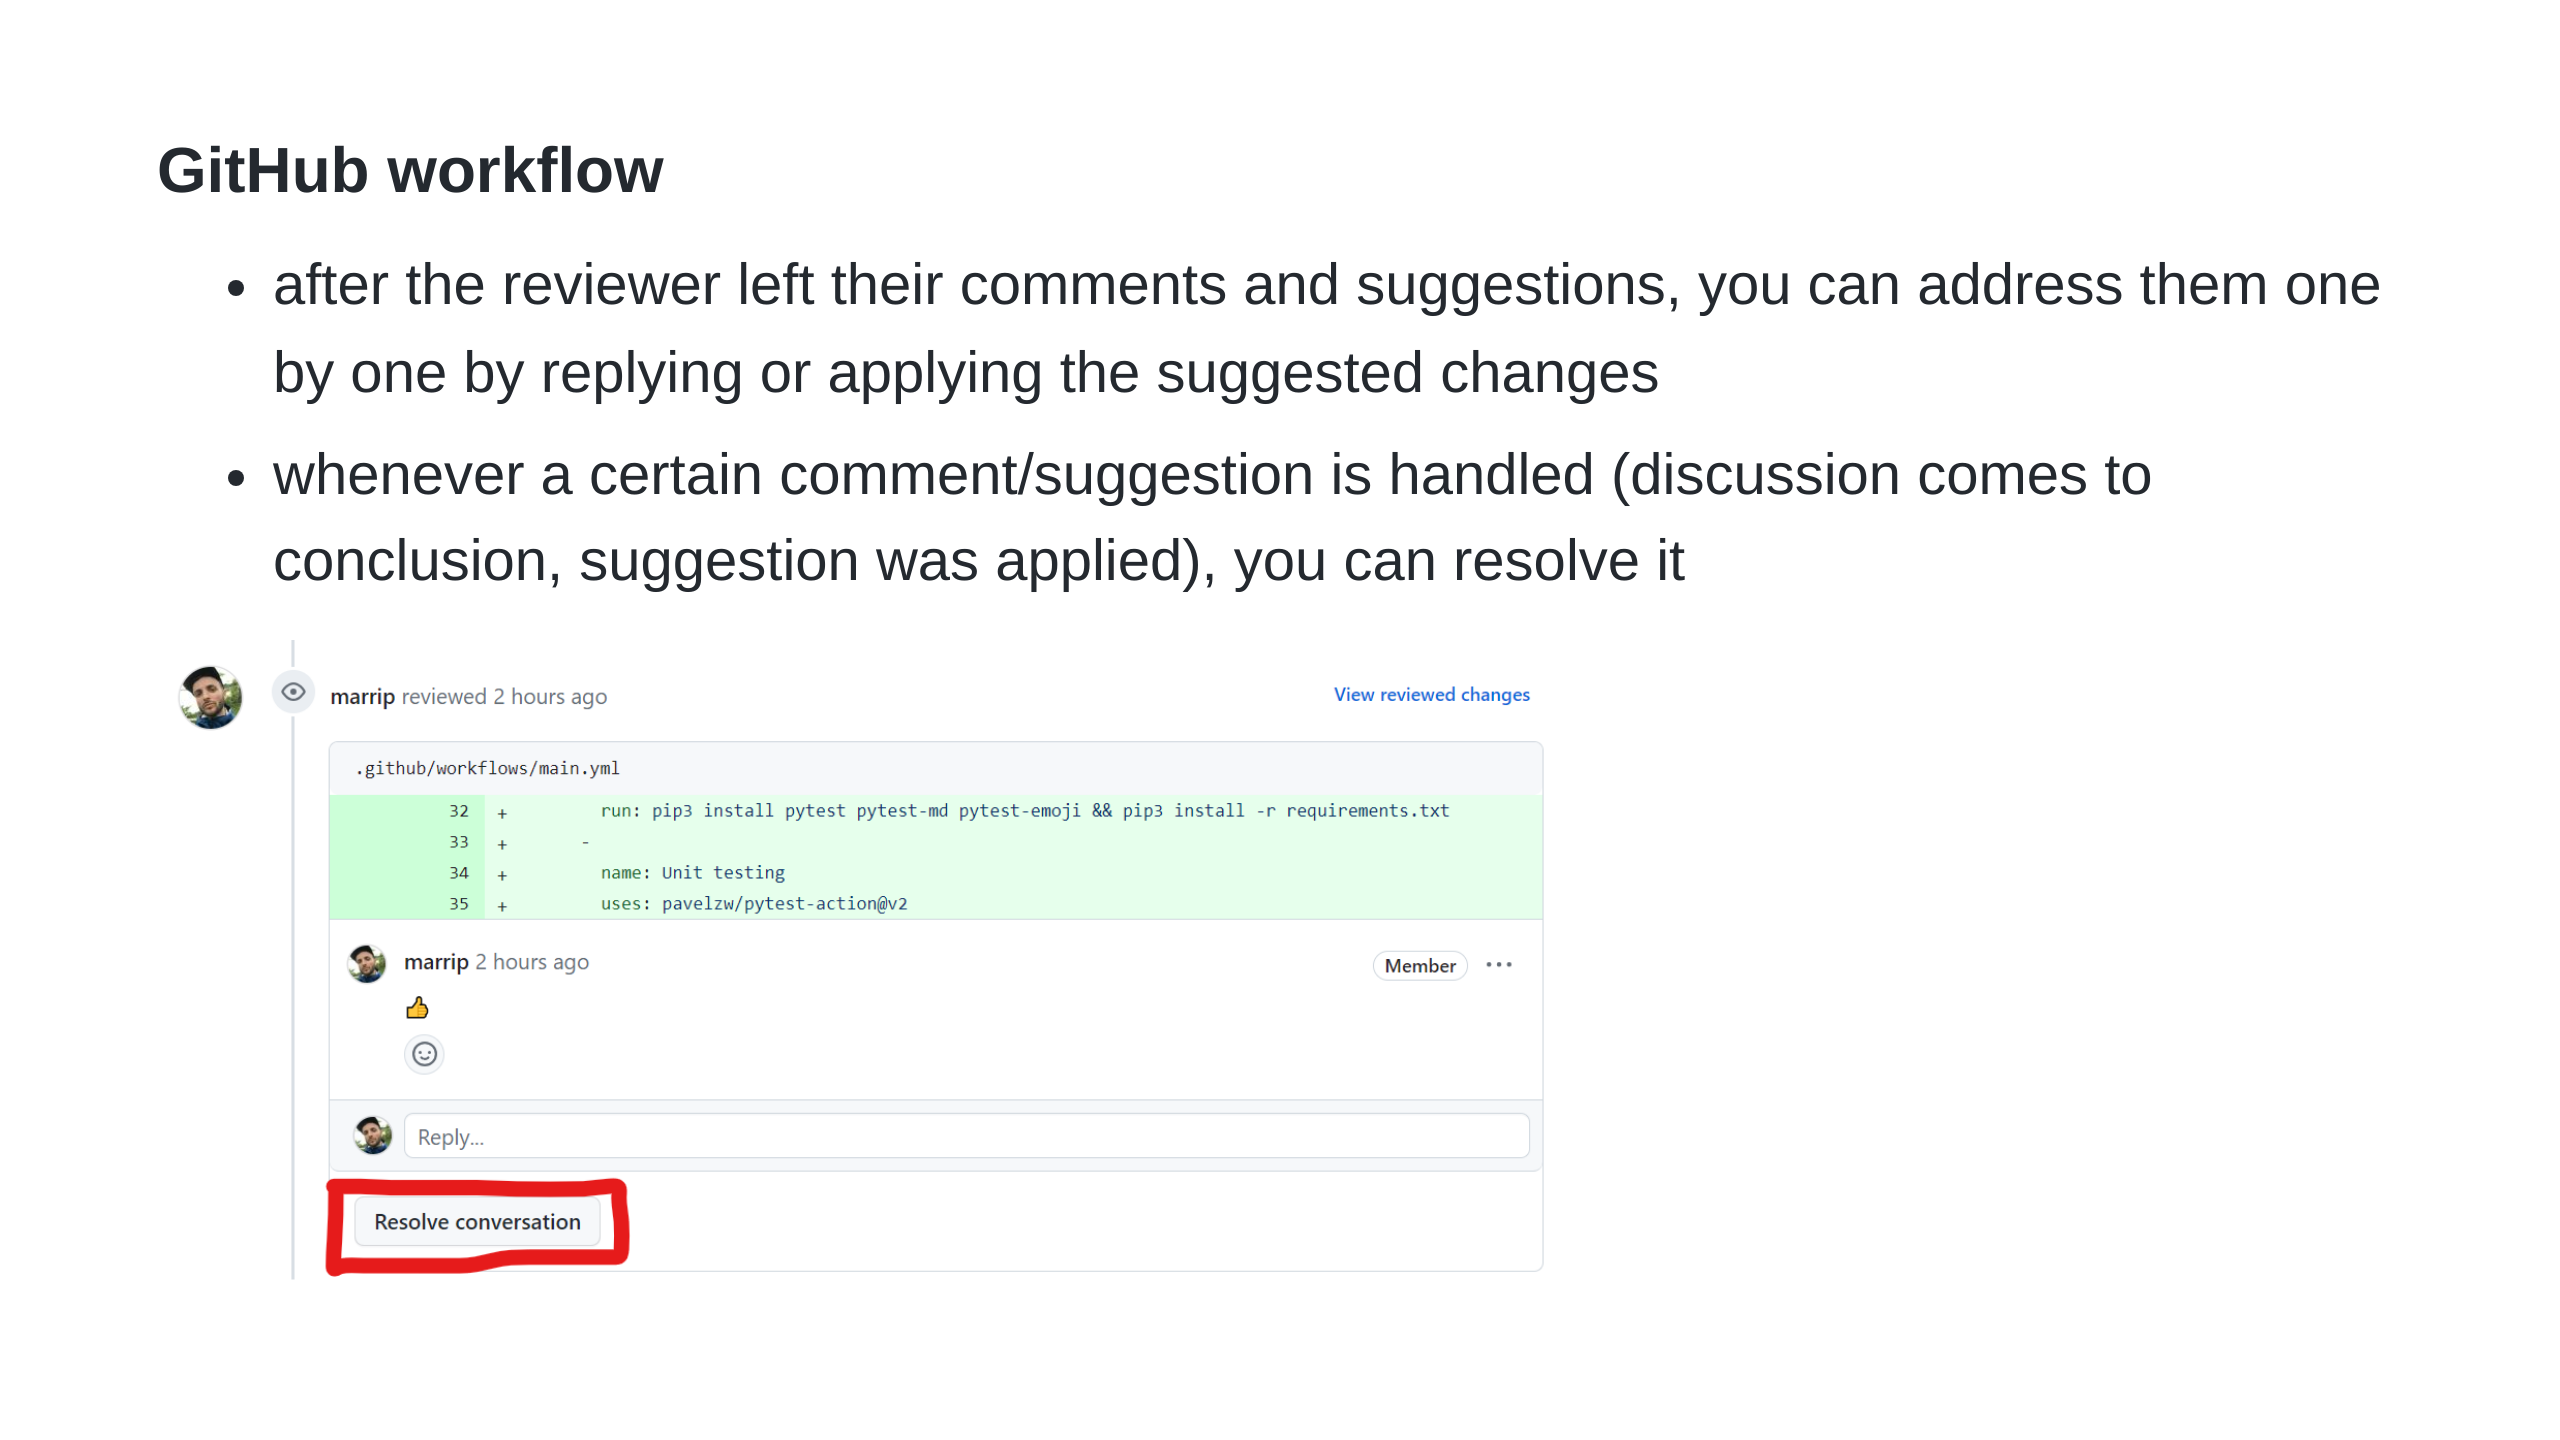 GitHub workflow
• after the reviewer left their comments and suggestions, you can address them one
by one by replying or applying the suggested changes
• whenever a certain comment/suggestion is handled (discussion comes to
conclusion, suggestion was applied), you can resolve it
marrip reviewed 2 hours ago View reviewed changes
.github/workflows/main.yml
32 + run: pip3 install pytest pytest-md pytest-emoji && pip3 install -r requirements.txt
33 + -
34 + name: Unit testing
35 + uses: pavelzw/pytest-action@v2
marrip 2 hours ago Member ···
👍
Reply...
Resolve conversation